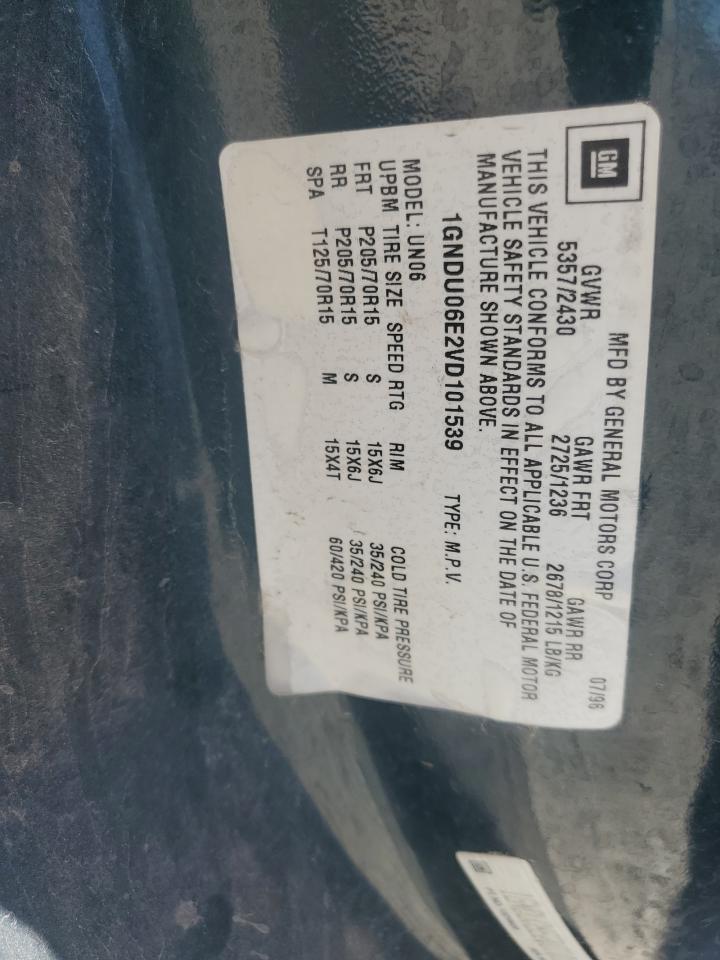 GM
MFD BY GENERAL MOTORS CORP 07/96
GVWR GAWR FRT GAWR RR
5357/2430 2725/1236 2678/1215 LB/KG
THIS VEHICLE CONFORMS TO ALL APPLICABLE U.S. FEDERAL MOTOR
VEHICLE SAFETY STANDARDS IN EFFECT ON THE DATE OF
MANUFACTURE SHOWN ABOVE.
1GNDU06E2VD101539 TYPE: M.P.V.
MODEL: UN06
UPBM TIRE SIZE SPEED RTG RIM COLD TIRE PRESSURE
FRT P205/70R15 S 15X6J 35/240 PSI/KPA
RR P205/70R15 S 15X6J 35/240 PSI/KPA
SPA T125/70R15 M 15X4T 60/420 PSI/KPA